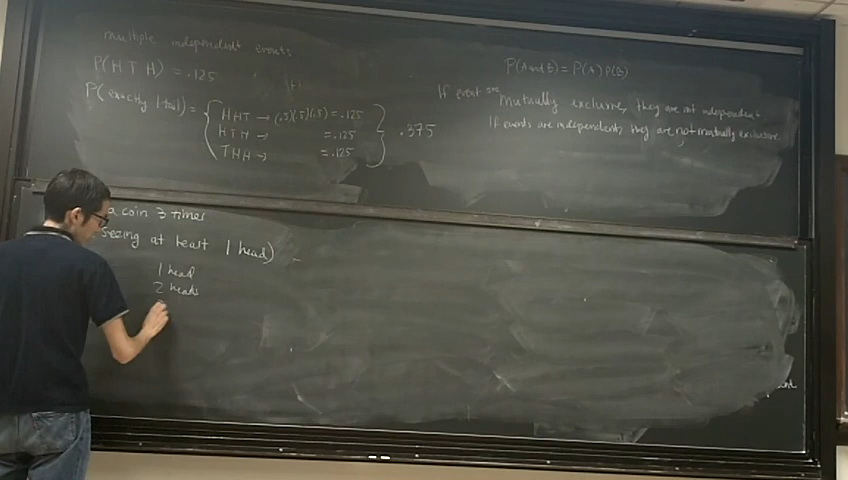 multiple independent events
P(H T H) = .125
P(exactly 1 tail) = { HHT → (.5)(.5)(.5) = .125
HTH → = .125
THH → = .125 } .375
P(A and B) = P(A) P(B)
If event are mutually exclusive, they are not independent
If events are independent, they are not mutually exclusive
a coin 3 times
seeing at least 1 head)
1 head
2 heads